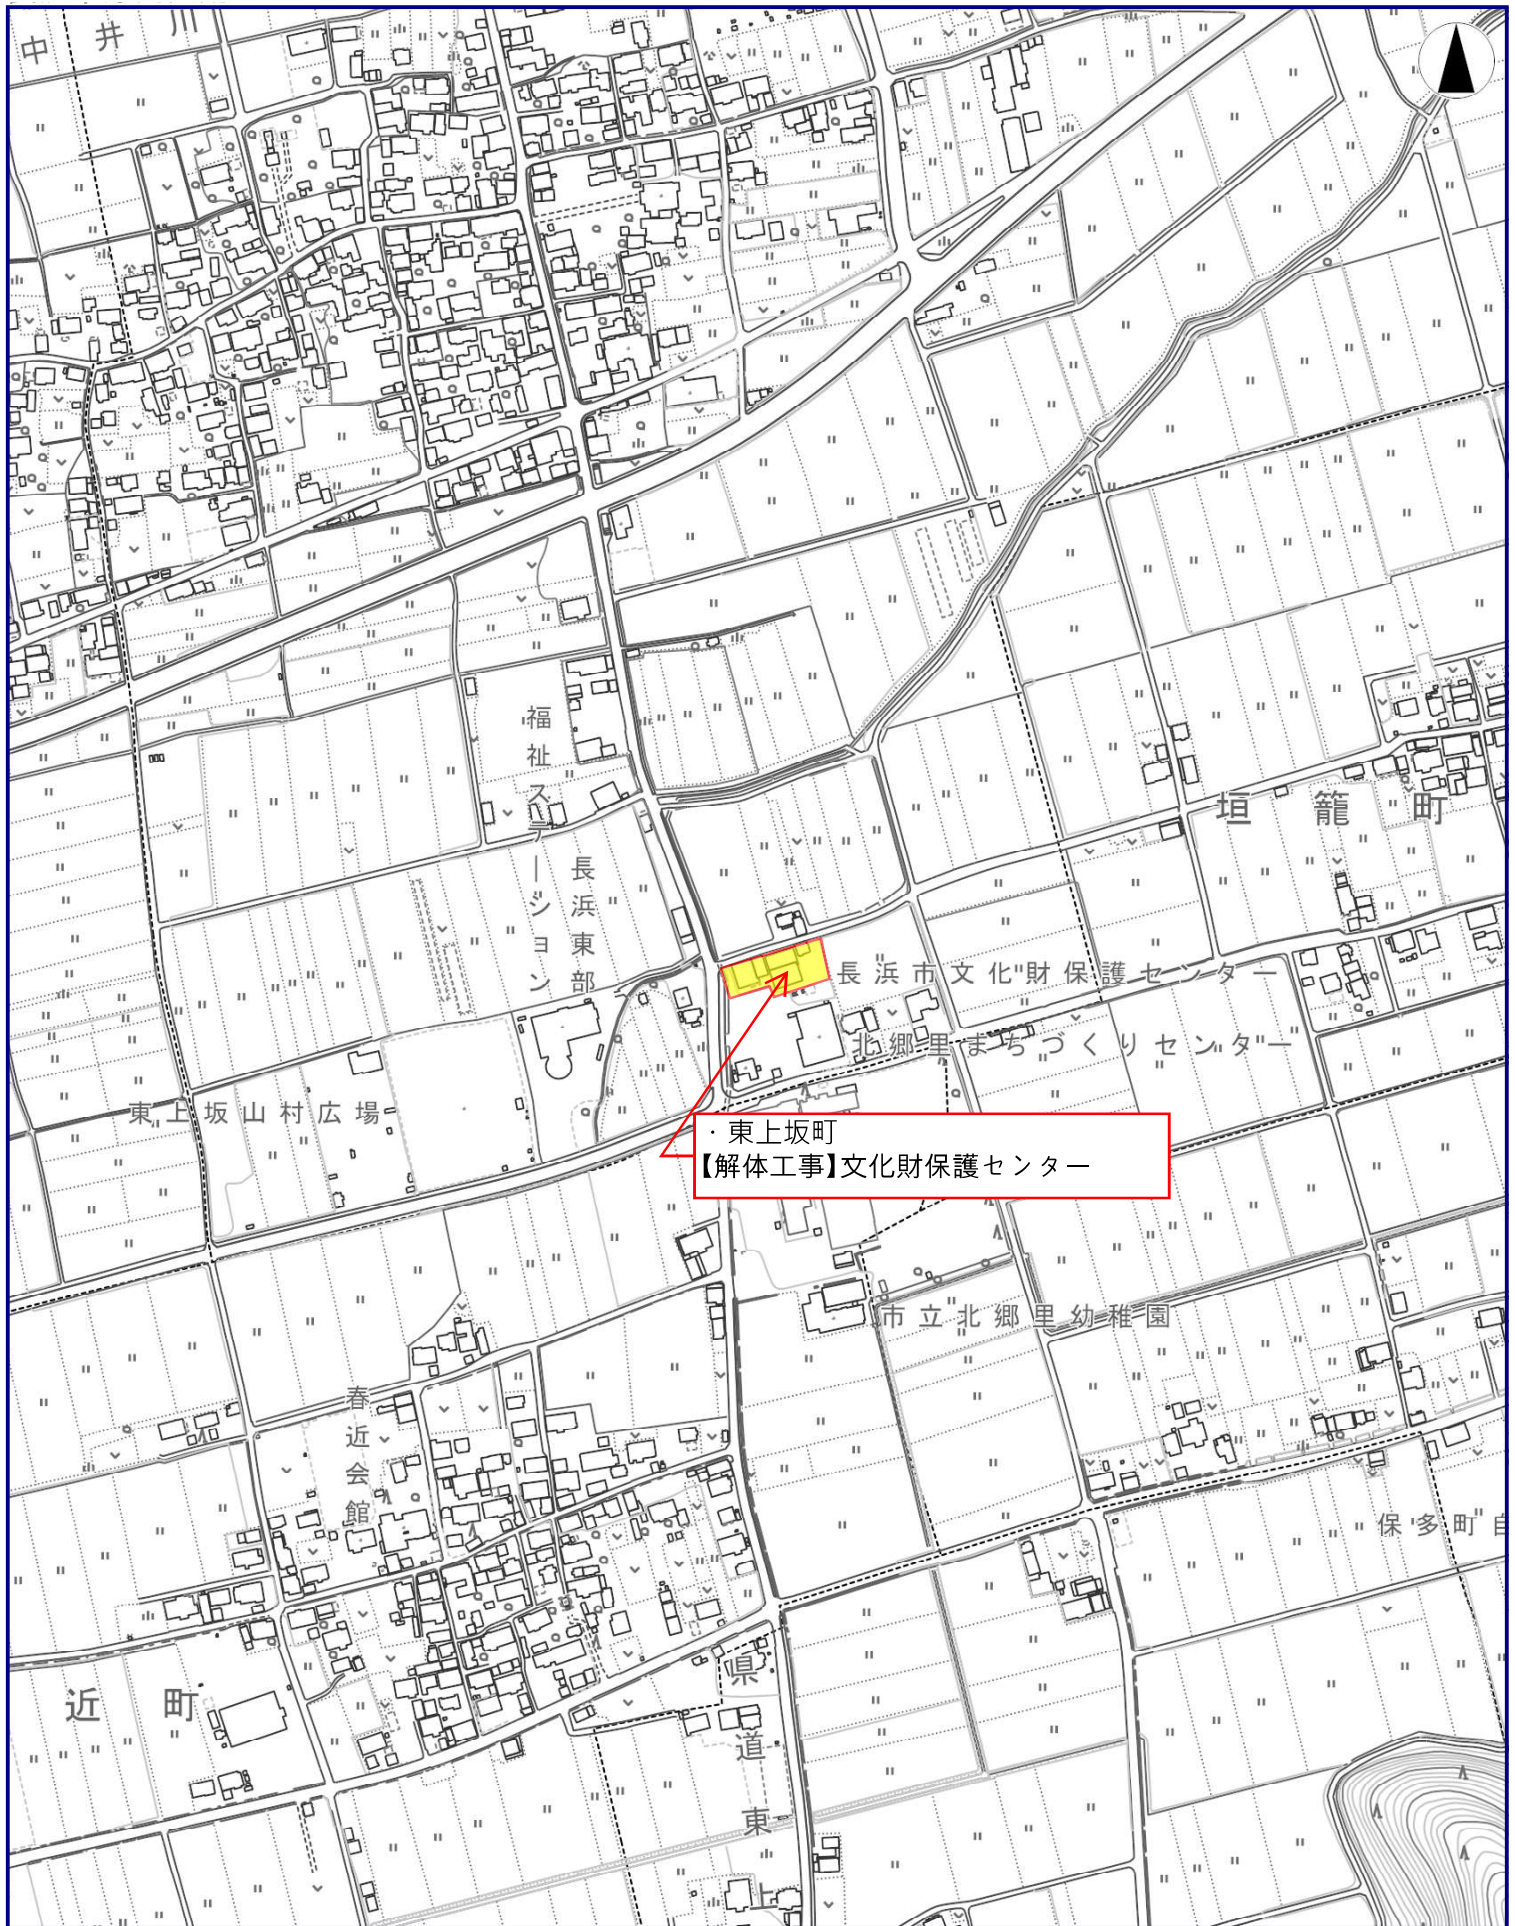 中井川
福祉ステーション
長浜東部
垣籠町
長浜市文化財保護センター
北郷里まちづくりセンター
東上坂山村広場
・東上坂町
【解体工事】文化財保護センター
市立北郷里幼稚園
春近会館
保多町自
近町
県道東上